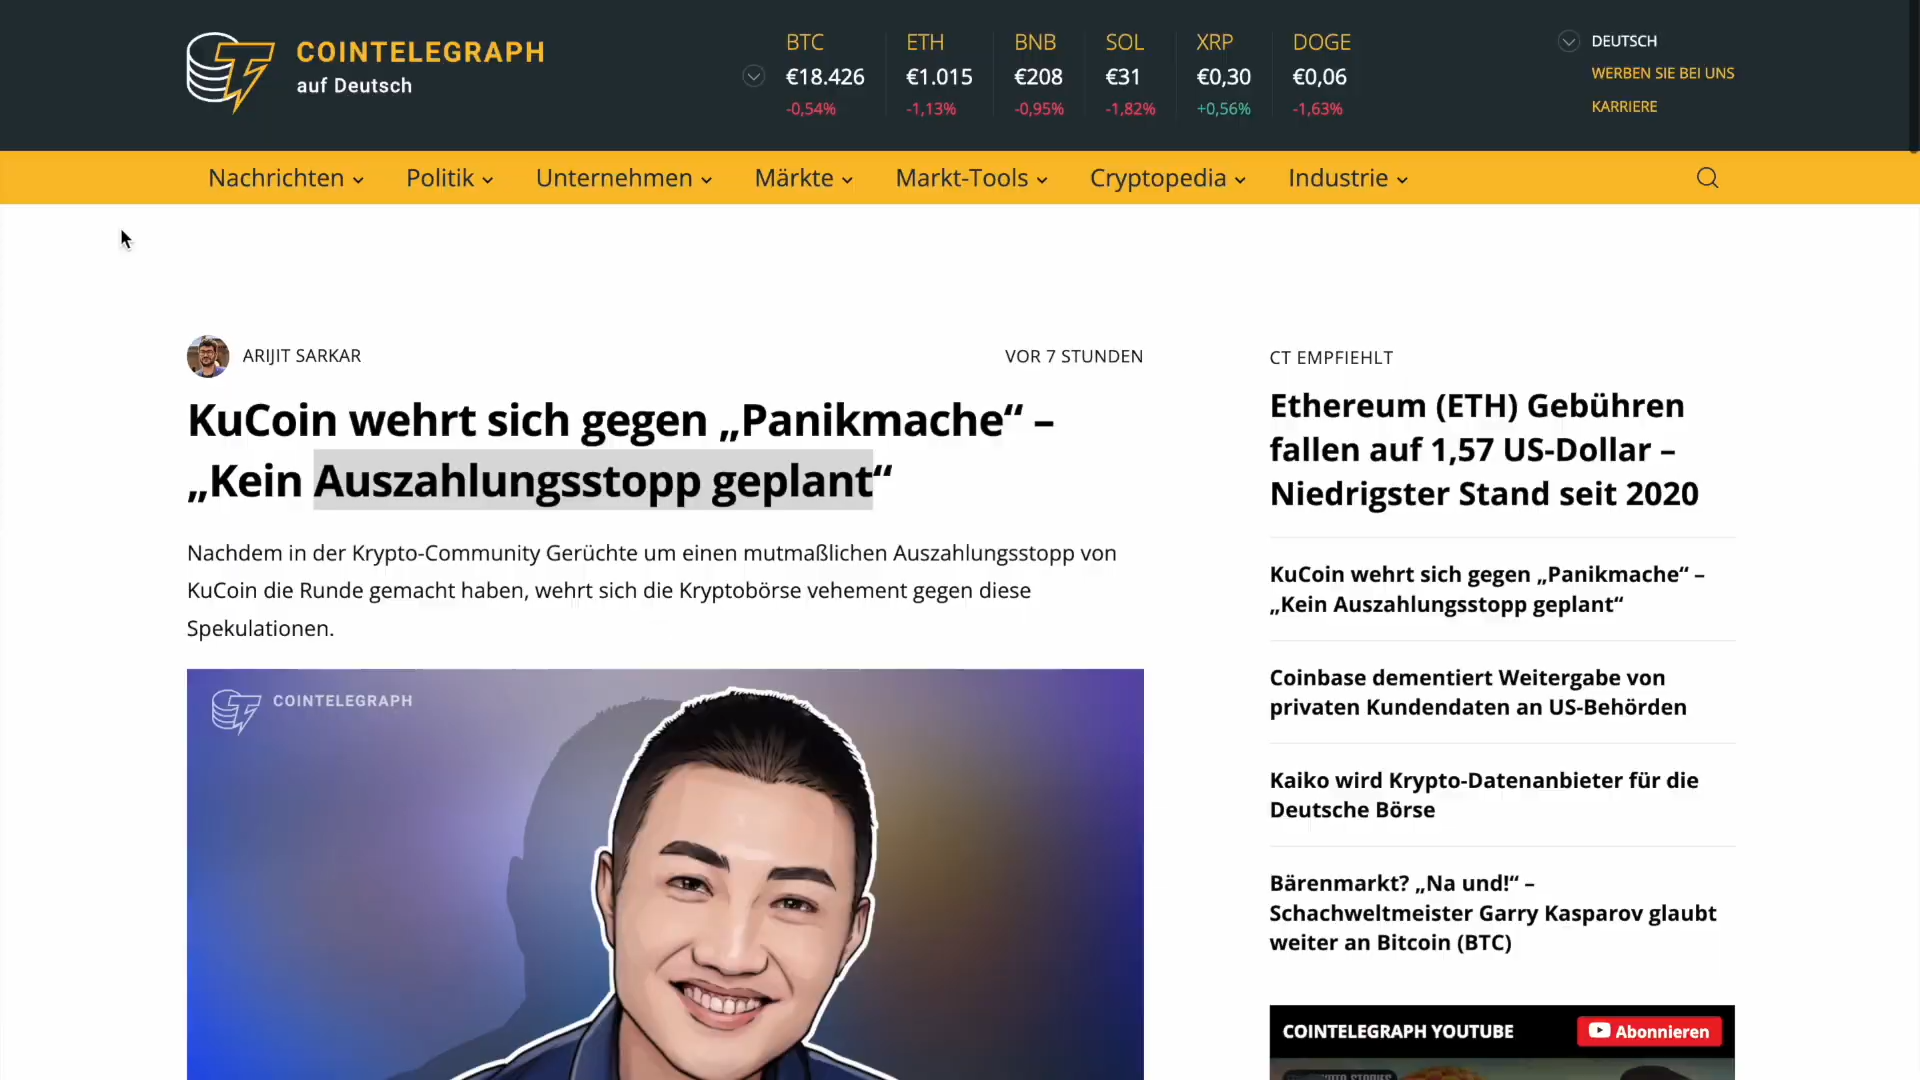 COINTELEGRAPH
auf Deutsch
BTC
€18.426
-0,54%
ETH
€1.015
-1,13%
BNB
€208
-0,95%
SOL
€31
-1,82%
XRP
€0,30
+0,56%
DOGE
€0,06
-1,63%
DEUTSCH
WERBEN SIE BEI UNS
KARRIERE
Nachrichten Politik Unternehmen Märkte Markt-Tools Cryptopedia Industrie
ARIJIT SARKAR
VOR 7 STUNDEN
KuCoin wehrt sich gegen „Panikmache“ –
„Kein Auszahlungsstopp geplant“
Nachdem in der Krypto-Community Gerüchte um einen mutmaßlichen Auszahlungsstopp von
KuCoin die Runde gemacht haben, wehrt sich die Kryptobörse vehement gegen diese
Spekulationen.
COINTELEGRAPH
CT EMPFIEHLT
Ethereum (ETH) Gebühren
fallen auf 1,57 US-Dollar –
Niedrigster Stand seit 2020
KuCoin wehrt sich gegen „Panikmache“ –
„Kein Auszahlungsstopp geplant“
Coinbase dementiert Weitergabe von
privaten Kundendaten an US-Behörden
Kaiko wird Krypto-Datenanbieter für die
Deutsche Börse
Bärenmarkt? „Na und!“ –
Schachweltmeister Garry Kasparov glaubt
weiter an Bitcoin (BTC)
COINTELEGRAPH YOUTUBE
Abonnieren